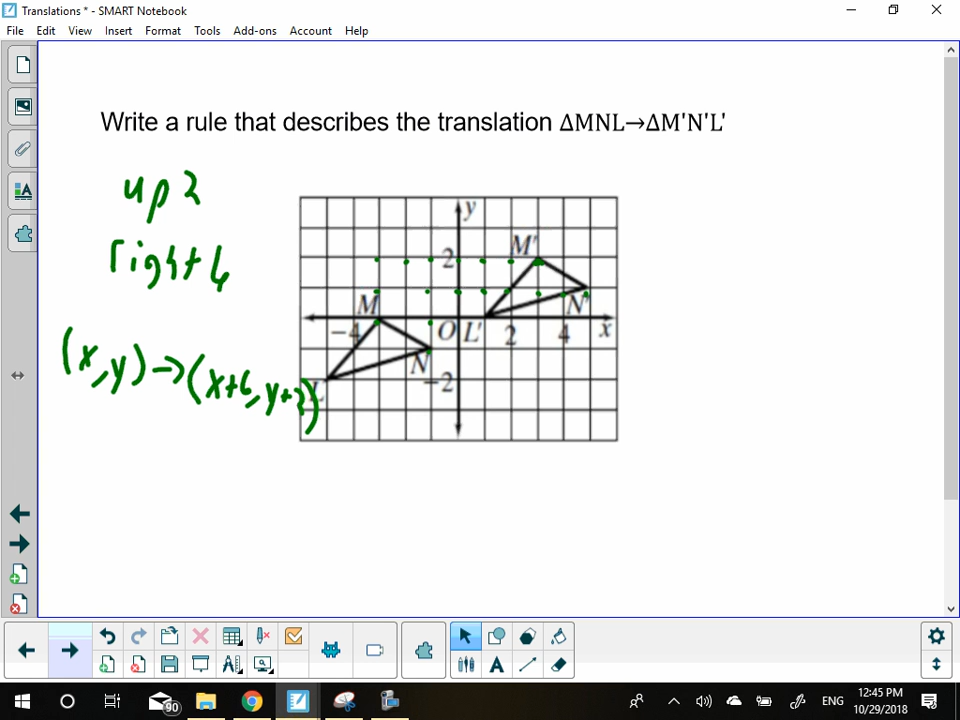 Translations * - SMART Notebook
File Edit View Insert Format Tools Add-ons Account Help
Write a rule that describes the translation ΔMNL→ΔM'N'L'
up 2
right 6
(x,y)→(x+6,y+2)
y
M'
2
M
N'
-4
O
L'
2
4
x
N
-2
L'
A
A
90
ENG
12:45 PM
10/29/2018